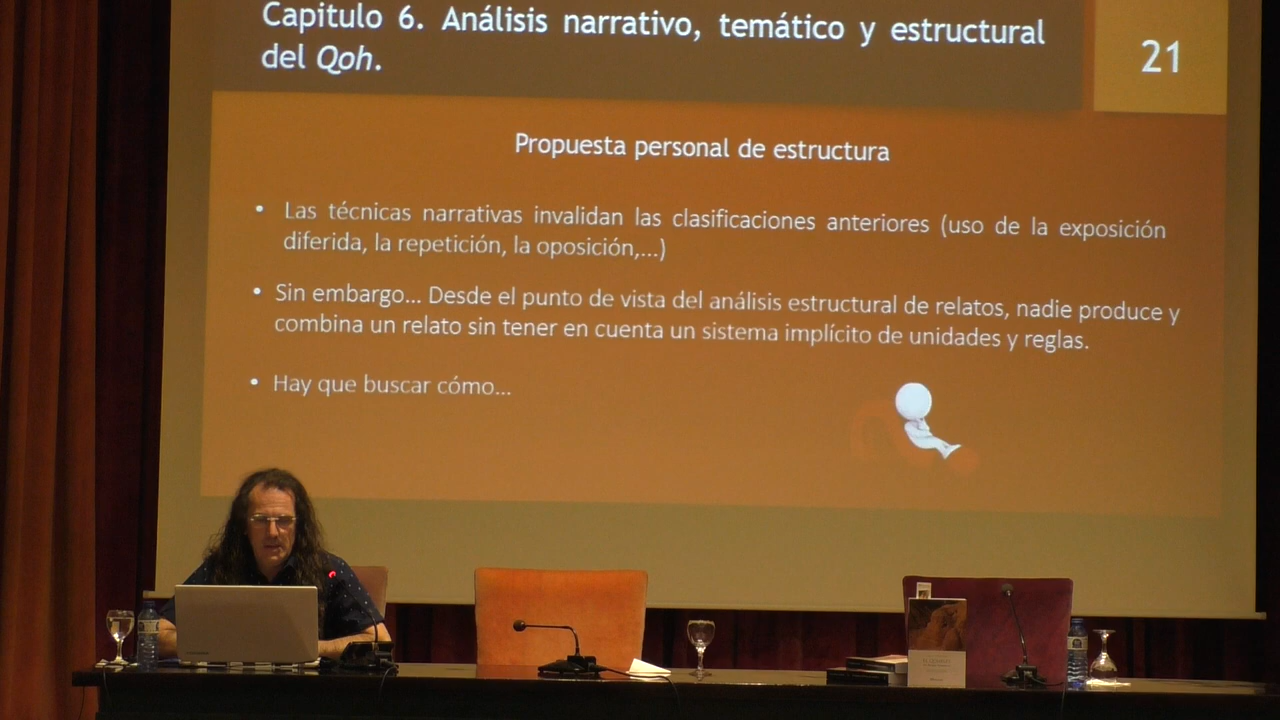 Capitulo 6. Análisis narrativo, temático y estructural
del Qoh.
21
Propuesta personal de estructura
• Las técnicas narrativas invalidan las clasificaciones anteriores (uso de la exposición
diferida, la repetición, la oposición,...)
• Sin embargo... Desde el punto de vista del análisis estructural de relatos, nadie produce y
combina un relato sin tener en cuenta un sistema implícito de unidades y reglas.
• Hay que buscar cómo...